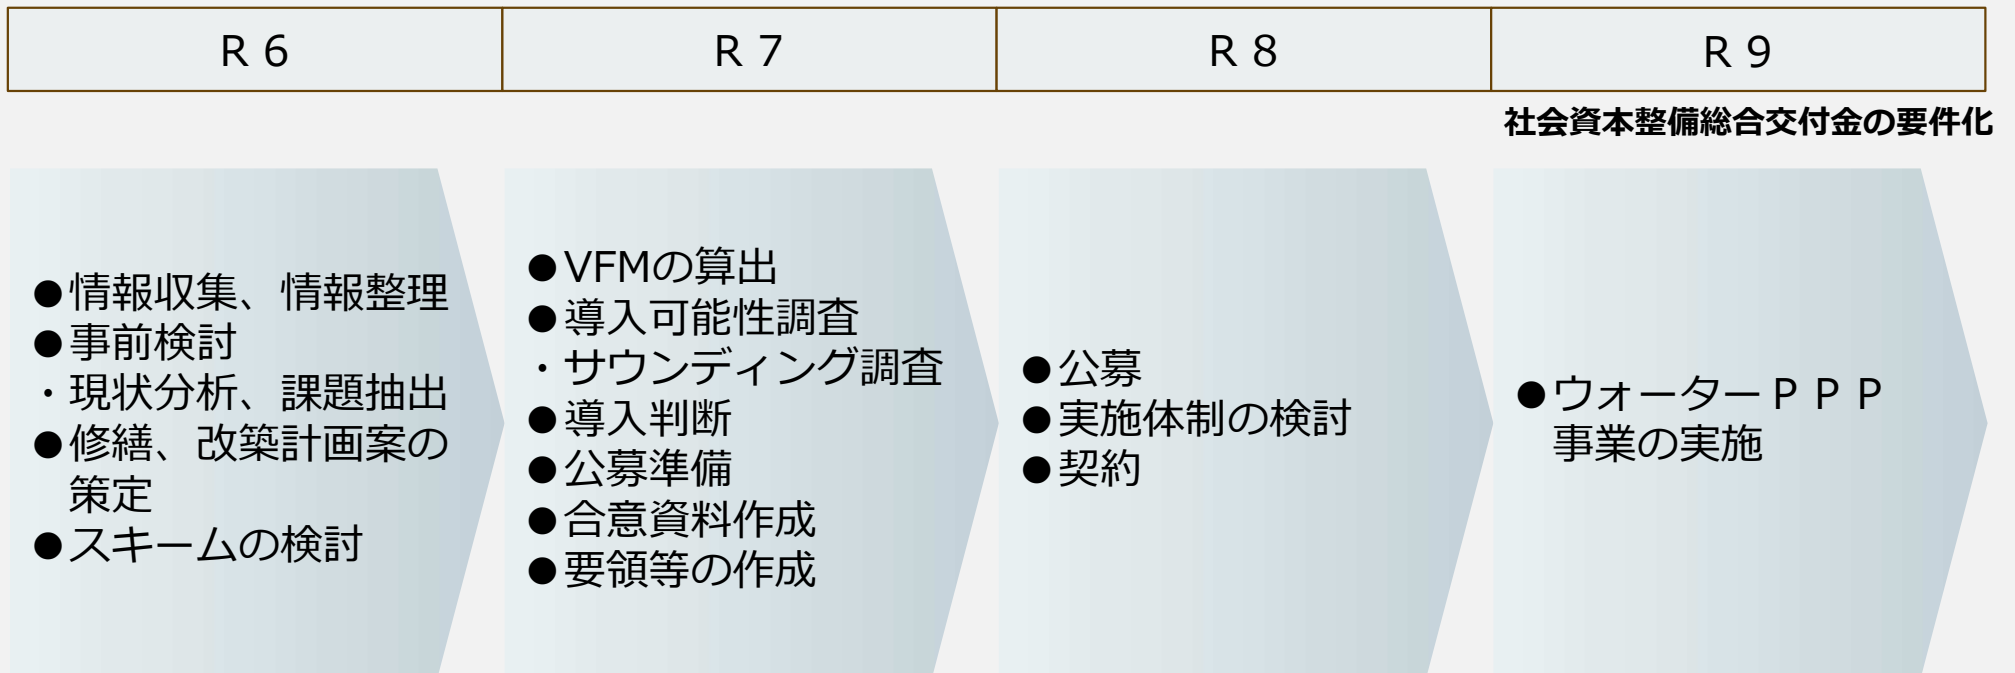 R 6
R 7
R 8
R 9
社会資本整備総合交付金の要件化
●情報収集、情報整理
●事前検討
・現状分析、課題抽出
●修繕、改築計画案の
策定
●スキームの検討
●VFMの算出
●導入可能性調査
・サウンディング調査
●導入判断
●公募準備
●合意資料作成
●要領等の作成
●公募
●実施体制の検討
●契約
●ウォーターＰＰＰ
事業の実施